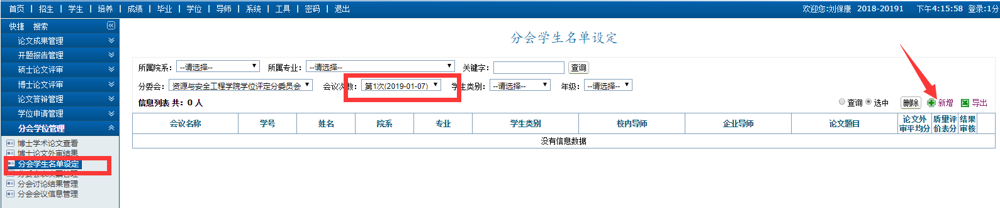 首页 | 招生 | 学生 | 培养 | 成绩 | 毕业 | 学位 | 导师 | 系统 | 工具 | 密码 | 退出
欢迎您:刘保康 2018-20191 下午4:15:58 登录:1分
快捷 搜索
论文成果管理
开题报告管理
硕士论文评审
博士论文评审
论文答辩管理
学位申请管理
分会学位管理
博士学术论文查看
博士论文外审结果
分会学生名单设定
分会讨论结果管理
分会会议信息管理
分会学生名单设定
所属院系: --请选择-- 所属专业: --请选择-- 关键字: 查询
分委会: 资源与安全工程学院学位评定分委员会 会议次数: 第1次(2019-01-07) 学生类别: --请选择-- 年级: --请选择--
信息列表 共: 0 人 查询 选中 删除 新增 导出
会议名称 学号 姓名 院系 专业 学生类别 校内导师 企业导师 论文题目 论文外审平均分 质量评价表分 结果审核
没有信息数据